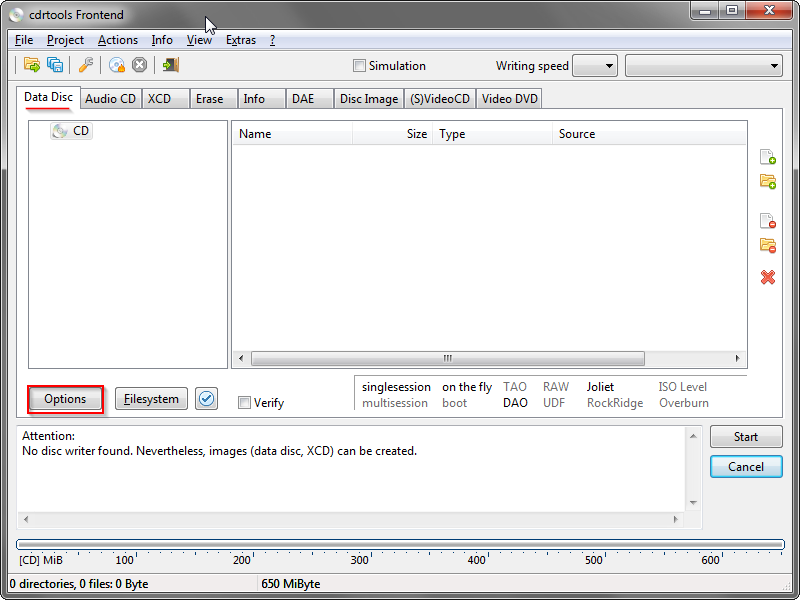 cdrtools Frontend
File Project Actions Info View Extras ?
Simulation Writing speed
Data Disc Audio CD XCD Erase Info DAE Disc Image (S)VideoCD Video DVD
CD
Name Size Type Source
Options Filesystem Verify
singlesession on the fly TAO RAW Joliet ISO Level
multisession boot DAO UDF RockRidge Overburn
Attention:
No disc writer found. Nevertheless, images (data disc, XCD) can be created.
Start
Cancel
[CD] MiB 100 200 300 400 500 600
0 directories, 0 files: 0 Byte 650 MiByte